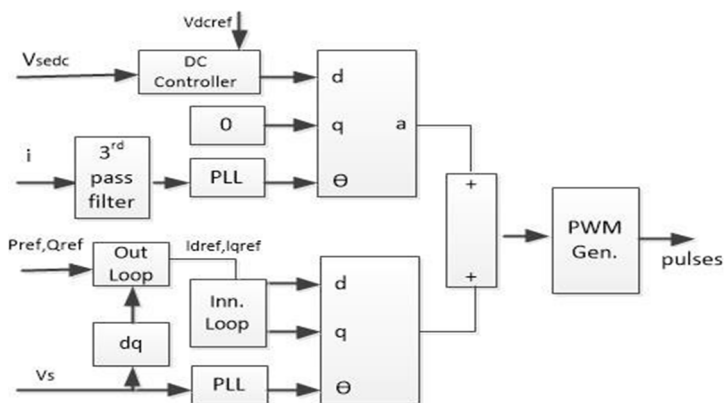 Vdcref
Vsedc
DC
Controller
d
0
q
a
i
3rd
pass
filter
PLL
Θ
+
PWM
Gen.
pulses
Pref,Qref
Out
Loop
Idref,Iqref
Inn.
Loop
d
q
+
dq
Vs
PLL
Θ